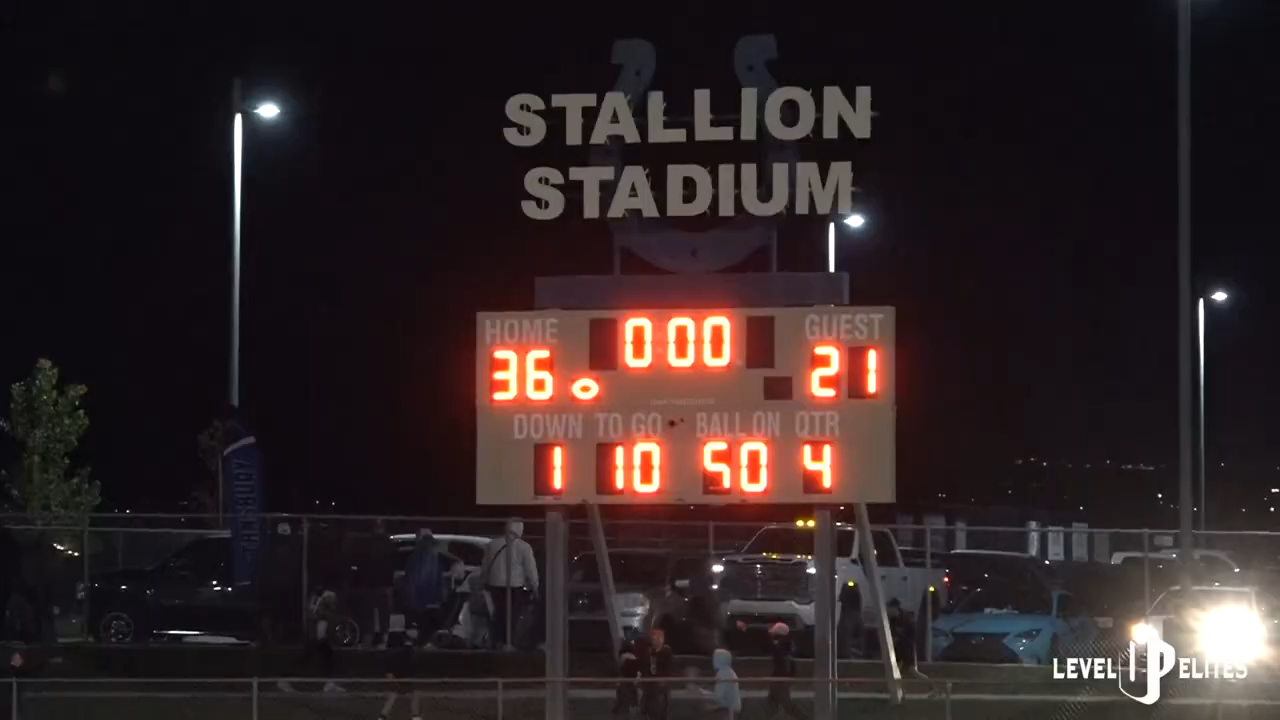 STALLION
STADIUM
HOME 0 00 GUEST
36 21
DOWN TO GO BALL ON QTR
1 10 50 4
LEVEL UP ELITES